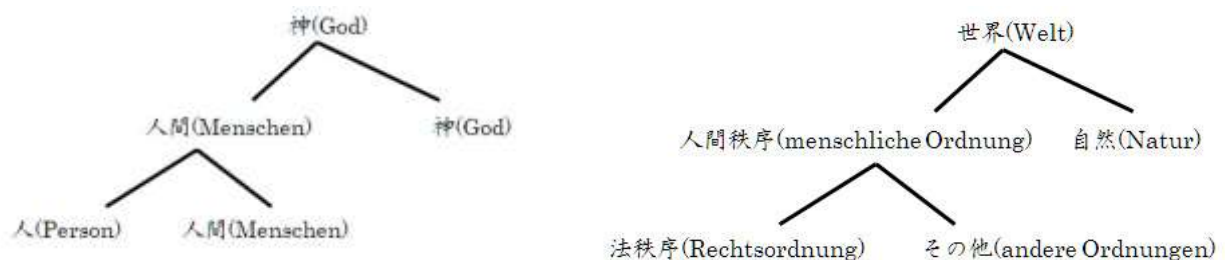 神(God)
人間(Menschen) 神(God)
人(Person) 人間(Menschen)
世界(Welt)
人間秩序(menschliche Ordnung) 自然(Natur)
法秩序(Rechtsordnung) その他(andere Ordnungen)